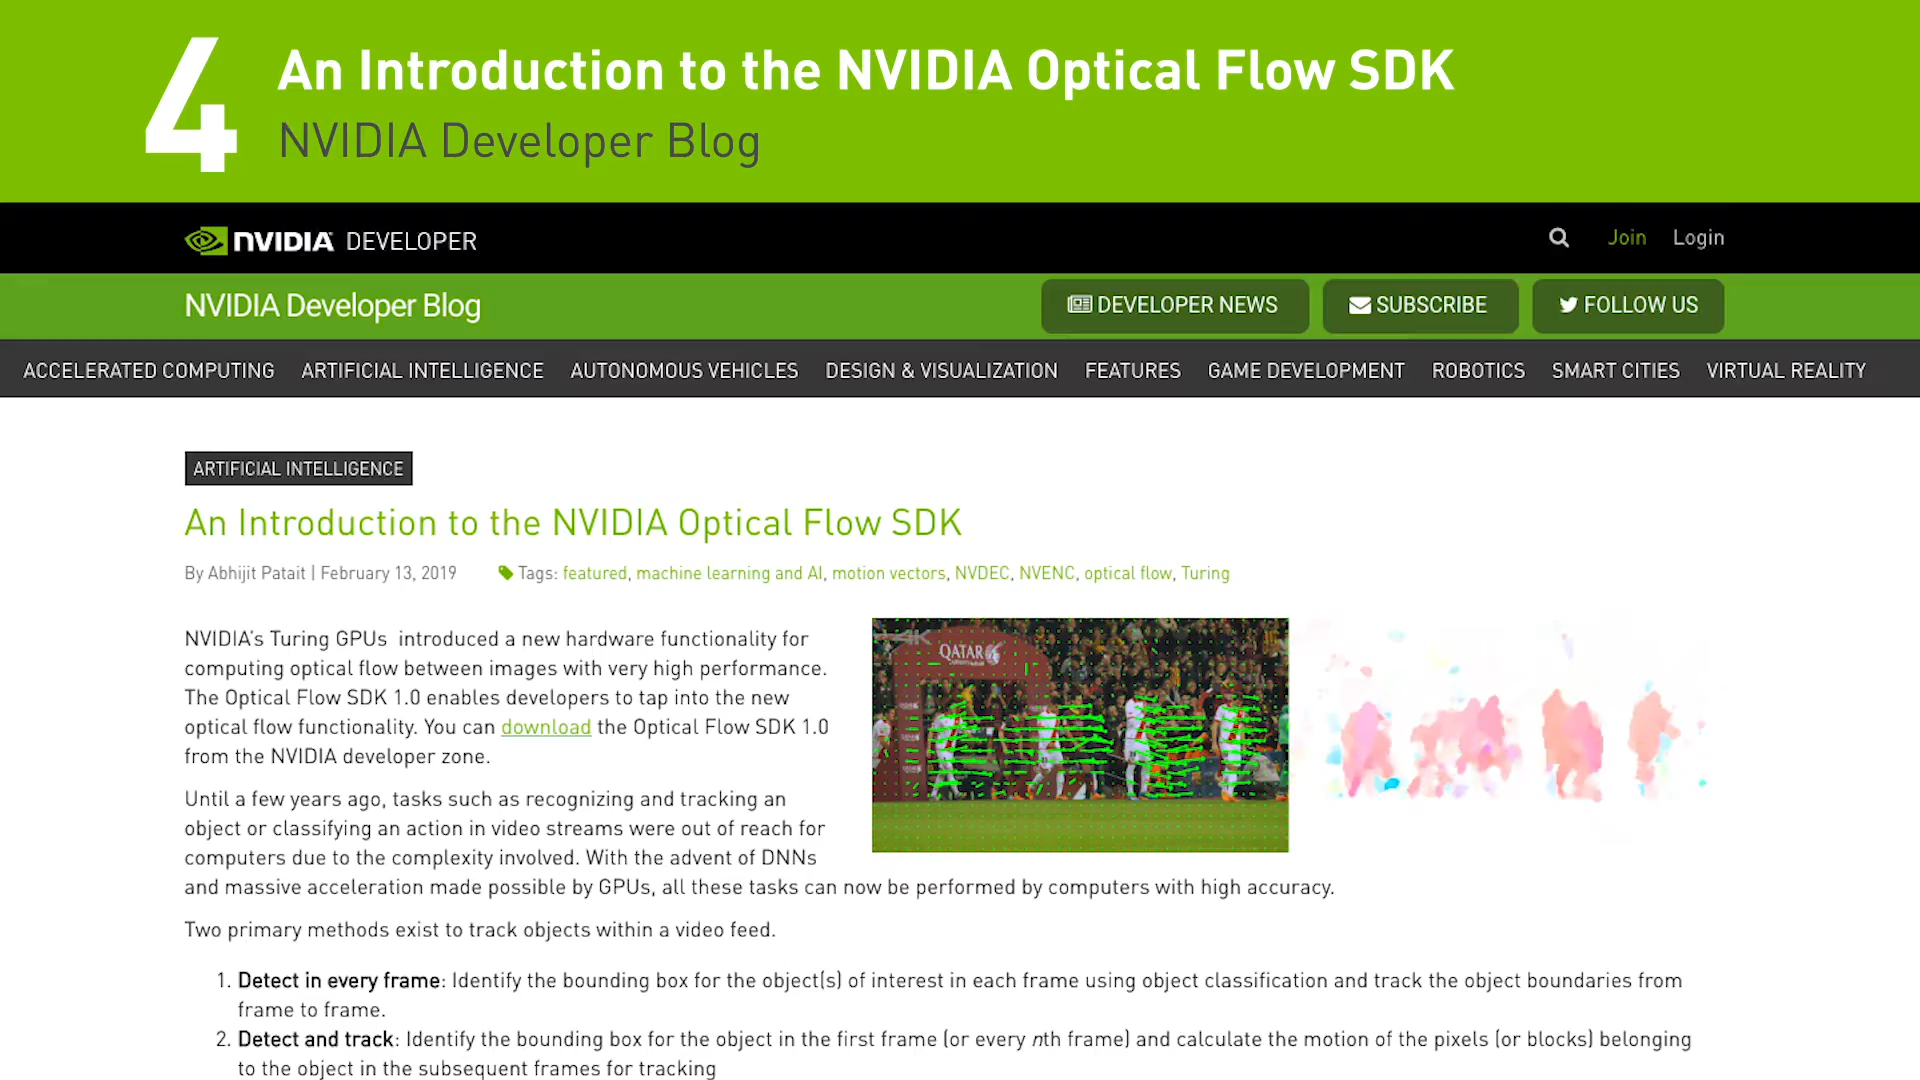 4
An Introduction to the NVIDIA Optical Flow SDK
NVIDIA Developer Blog
NVIDIA DEVELOPER
Join Login
NVIDIA Developer Blog
DEVELOPER NEWS SUBSCRIBE FOLLOW US
ACCELERATED COMPUTING ARTIFICIAL INTELLIGENCE AUTONOMOUS VEHICLES DESIGN & VISUALIZATION FEATURES GAME DEVELOPMENT ROBOTICS SMART CITIES VIRTUAL REALITY
ARTIFICIAL INTELLIGENCE
An Introduction to the NVIDIA Optical Flow SDK
By Abhijit Patait | February 13, 2019 Tags: featured, machine learning and AI, motion vectors, NVDEC, NVENC, optical flow, Turing
NVIDIA's Turing GPUs introduced a new hardware functionality for
computing optical flow between images with very high performance.
The Optical Flow SDK 1.0 enables developers to tap into the new
optical flow functionality. You can download the Optical Flow SDK 1.0
from the NVIDIA developer zone.
4K
QATAR
Until a few years ago, tasks such as recognizing and tracking an
object or classifying an action in video streams were out of reach for
computers due to the complexity involved. With the advent of DNNs
and massive acceleration made possible by GPUs, all these tasks can now be performed by computers with high accuracy.
Two primary methods exist to track objects within a video feed.
1. Detect in every frame: Identify the bounding box for the object(s) of interest in each frame using object classification and track the object boundaries from
frame to frame.
2. Detect and track: Identify the bounding box for the object in the first frame (or every nth frame) and calculate the motion of the pixels (or blocks) belonging
to the object in the subsequent frames for tracking